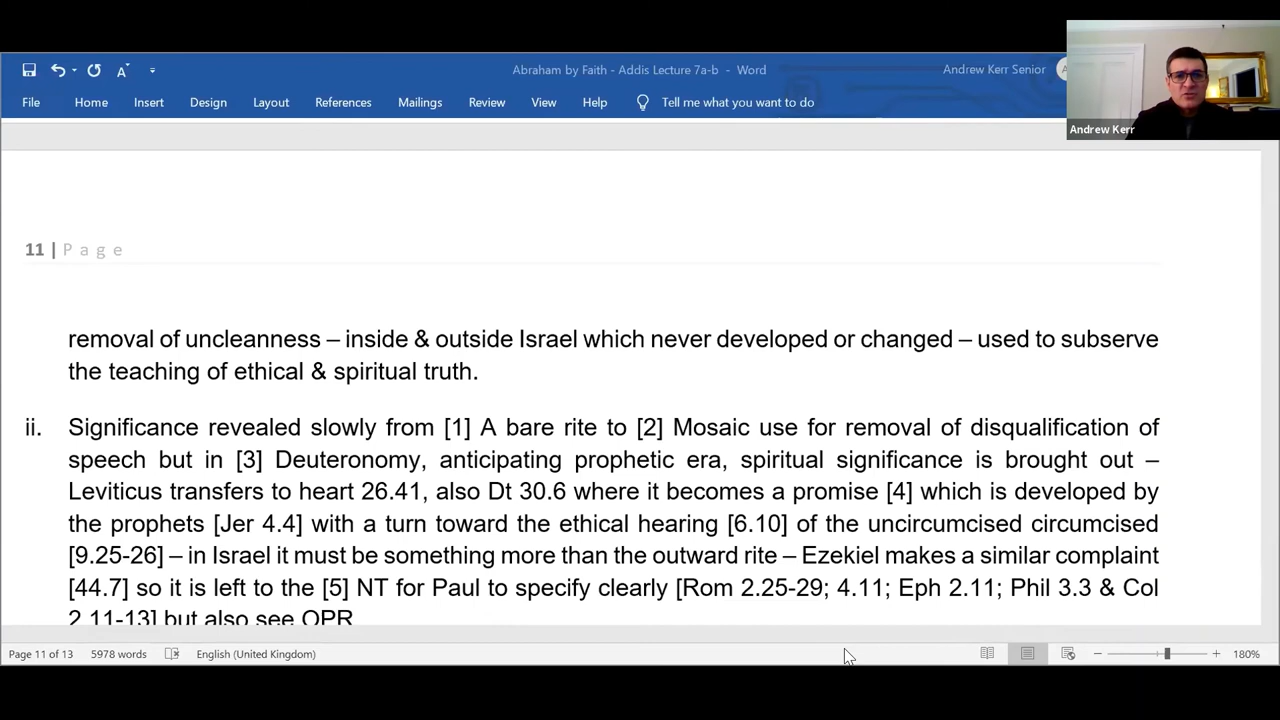 Abraham by Faith - Addis Lecture 7a-b - Word
Andrew Kerr Senior
File Home Insert Design Layout References Mailings Review View Help Tell me what you want to do
Andrew Kerr
11 | P a g e
removal of uncleanness – inside & outside Israel which never developed or changed – used to subserve
the teaching of ethical & spiritual truth.
ii. Significance revealed slowly from [1] A bare rite to [2] Mosaic use for removal of disqualification of
speech but in [3] Deuteronomy, anticipating prophetic era, spiritual significance is brought out –
Leviticus transfers to heart 26.41, also Dt 30.6 where it becomes a promise [4] which is developed by
the prophets [Jer 4.4] with a turn toward the ethical hearing [6.10] of the uncircumcised circumcised
[9.25-26] – in Israel it must be something more than the outward rite – Ezekiel makes a similar complaint
[44.7] so it is left to the [5] NT for Paul to specify clearly [Rom 2.25-29; 4.11; Eph 2.11; Phil 3.3 & Col
2.11-13] but also see OPR
Page 11 of 13 5978 words English (United Kingdom) 180%